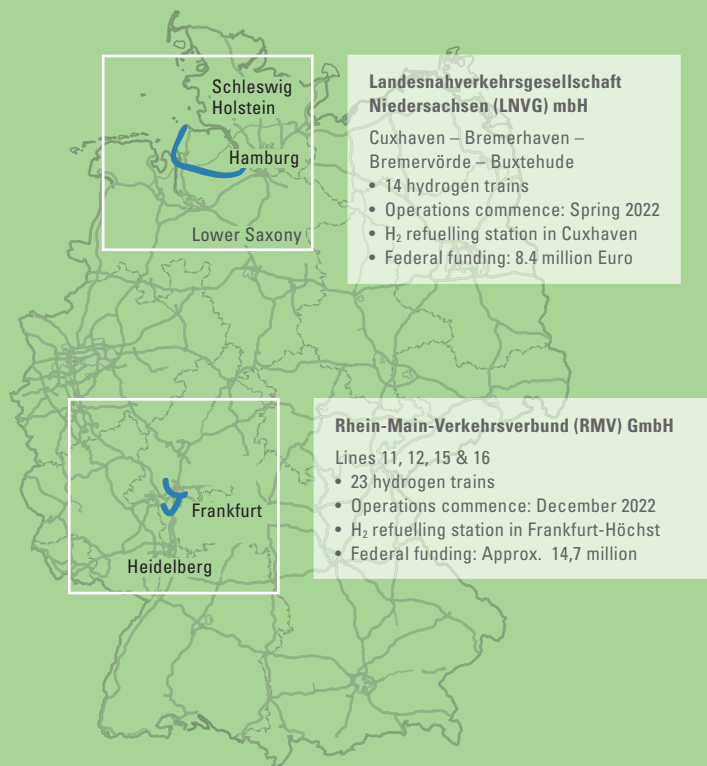 Schleswig
Holstein
Hamburg
Lower Saxony
Landesnahverkehrsgesellschaft
Niedersachsen (LNVG) mbH
Cuxhaven – Bremerhaven –
Bremervörde – Buxtehude
• 14 hydrogen trains
• Operations commence: Spring 2022
• H₂ refuelling station in Cuxhaven
• Federal funding: 8.4 million Euro
Frankfurt
Heidelberg
Rhein-Main-Verkehrsverbund (RMV) GmbH
Lines 11, 12, 15 & 16
• 23 hydrogen trains
• Operations commence: December 2022
• H₂ refuelling station in Frankfurt-Höchst
• Federal funding: Approx. 14,7 million